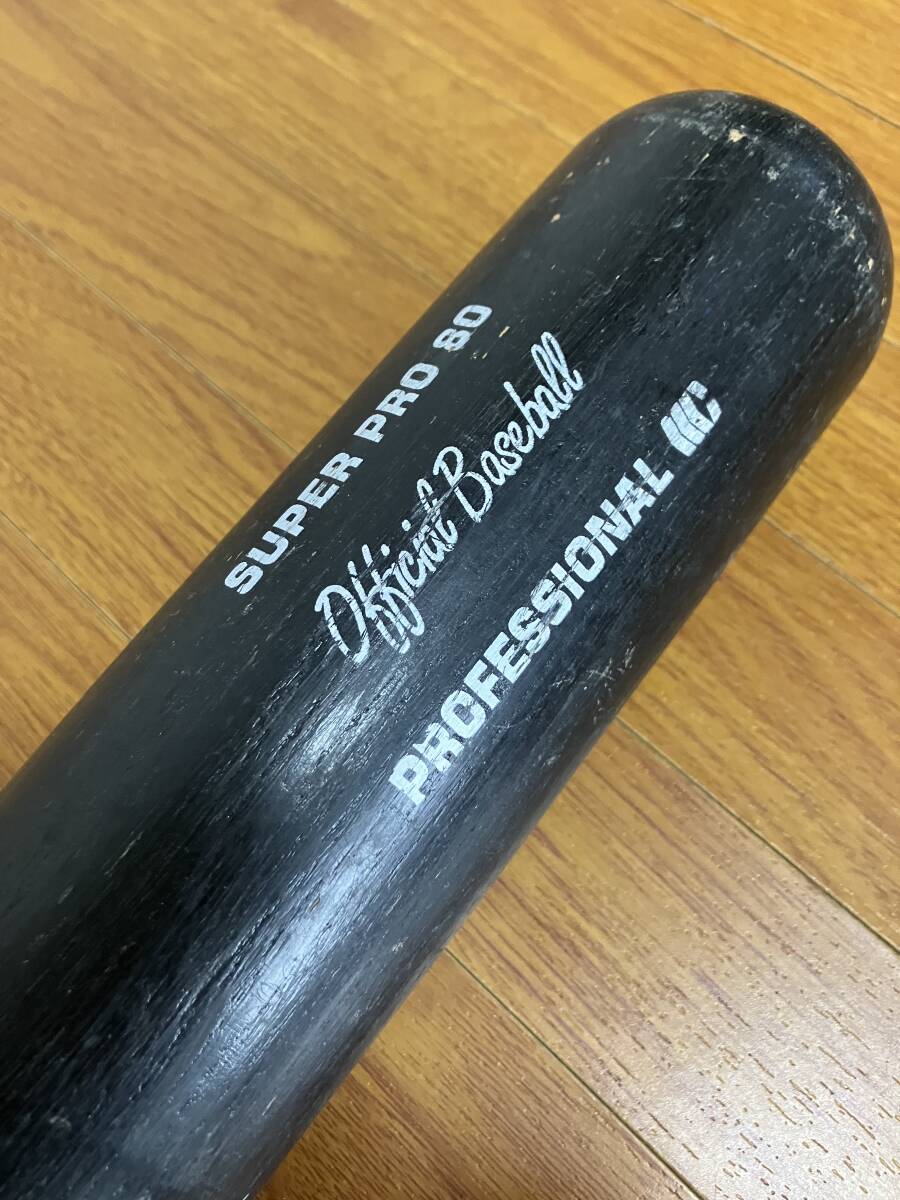 SUPER PRO 80
Official Baseball
PROFESSIONAL